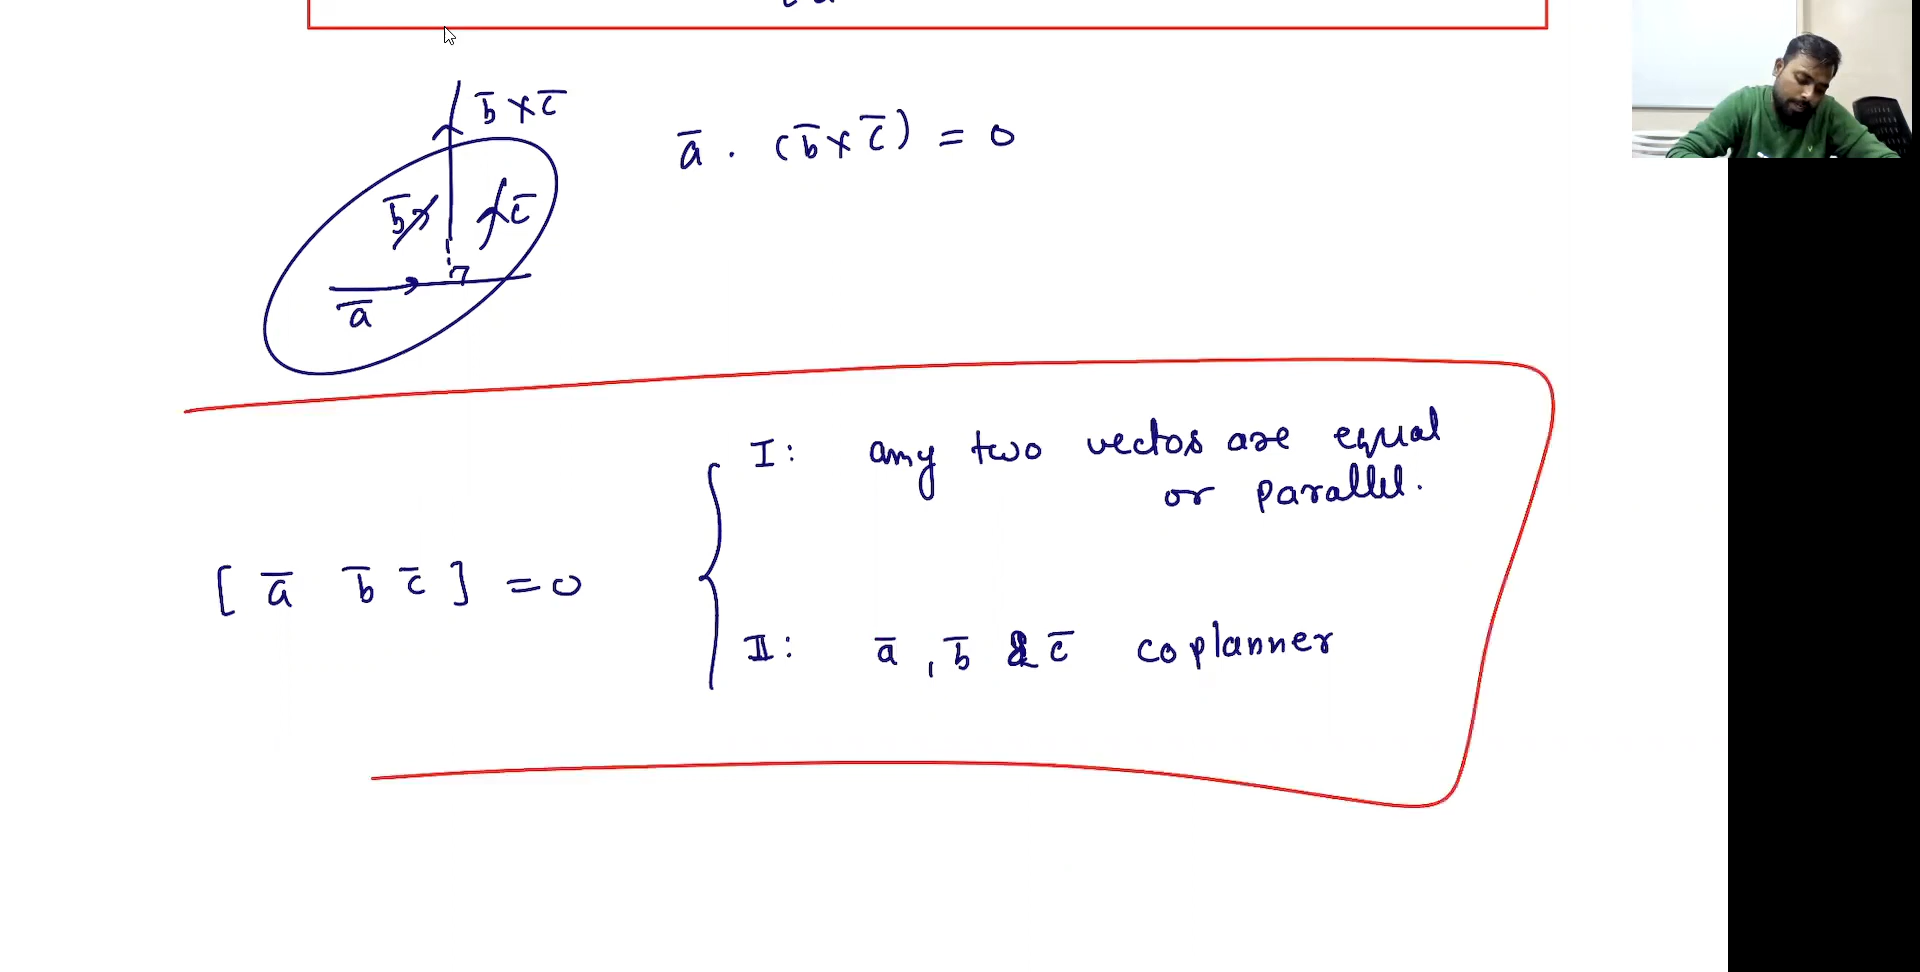 b̅ × c̅
a̅ . (b̅ × c̅) = 0
b̅ c̅
a̅
I : any two vectos are equal
or parallel.
[ a̅ b̅ c̅ ] = 0
II : a̅ , b̅ & c̅ coplanner